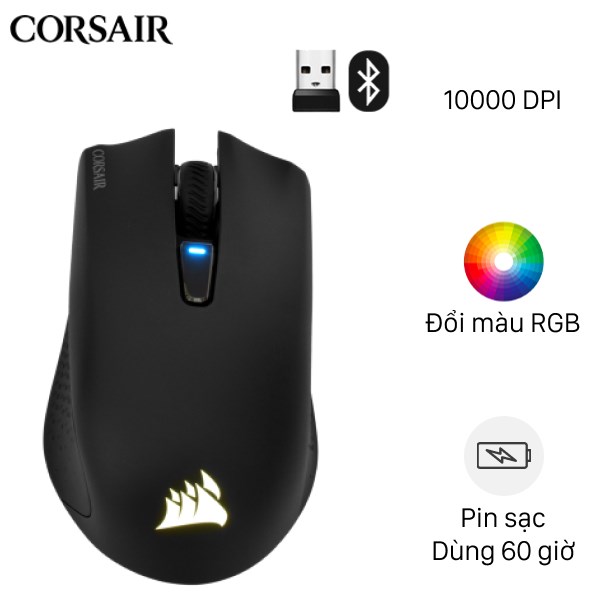 CORSAIR
10000 DPI
CORSAIR
Đổi màu RGB
Pin sạc
Dùng 60 giờ